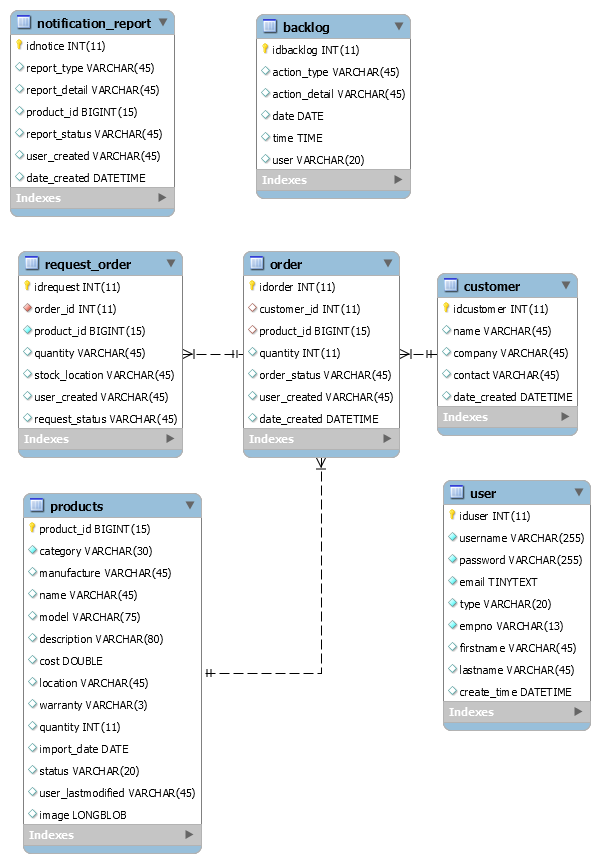 notification_report
idnotice INT(11)
report_type VARCHAR(45)
report_detail VARCHAR(45)
product_id BIGINT(15)
report_status VARCHAR(45)
user_created VARCHAR(45)
date_created DATETIME
Indexes
backlog
idbacklog INT(11)
action_type VARCHAR(45)
action_detail VARCHAR(45)
date DATE
time TIME
user VARCHAR(20)
Indexes
request_order
idrequest INT(11)
order_id INT(11)
product_id BIGINT(15)
quantity VARCHAR(45)
stock_location VARCHAR(45)
user_created VARCHAR(45)
request_status VARCHAR(45)
Indexes
order
idorder INT(11)
customer_id INT(11)
product_id BIGINT(15)
quantity INT(11)
order_status VARCHAR(45)
user_created VARCHAR(45)
date_created DATETIME
Indexes
customer
idcustomer INT(11)
name VARCHAR(45)
company VARCHAR(45)
contact VARCHAR(45)
date_created DATETIME
Indexes
products
product_id BIGINT(15)
category VARCHAR(30)
manufacture VARCHAR(45)
name VARCHAR(45)
model VARCHAR(75)
description VARCHAR(80)
cost DOUBLE
location VARCHAR(45)
warranty VARCHAR(3)
quantity INT(11)
import_date DATE
status VARCHAR(20)
user_lastmodified VARCHAR(45)
image LONGBLOB
Indexes
user
iduser INT(11)
username VARCHAR(255)
password VARCHAR(255)
email TINYTEXT
type VARCHAR(20)
empno VARCHAR(13)
firstname VARCHAR(45)
lastname VARCHAR(45)
create_time DATETIME
Indexes